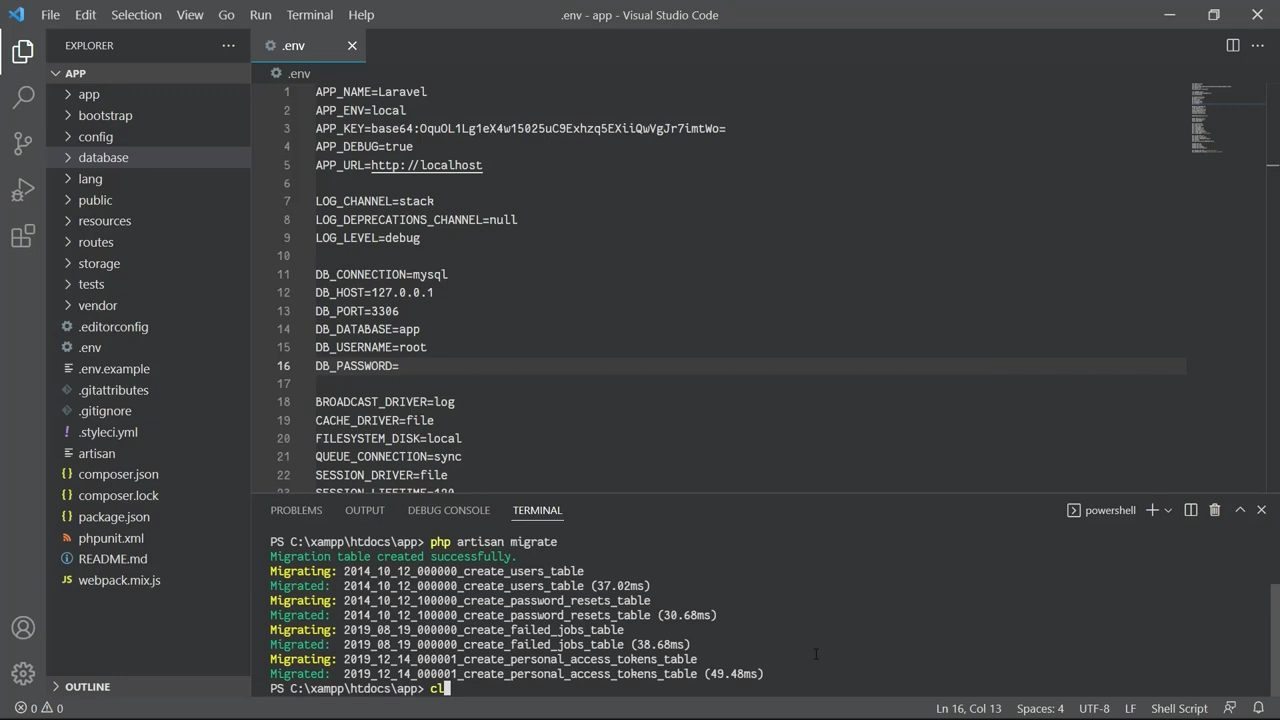 File Edit Selection View Go Run Terminal Help .env - app - Visual Studio Code
EXPLORER
.env
APP
.env
app
bootstrap
config
database
lang
public
resources
routes
storage
tests
vendor
.editorconfig
.env
.env.example
.gitattributes
.gitignore
.styleci.yml
artisan
composer.json
composer.lock
package.json
phpunit.xml
README.md
webpack.mix.js
OUTLINE
1 APP_NAME=Laravel
2 APP_ENV=local
3 APP_KEY=base64:OquOL1Lg1eX4w15025uC9Exhzq5EXiiQwVgJr7imtWo=
4 APP_DEBUG=true
5 APP_URL=http://localhost
6
7 LOG_CHANNEL=stack
8 LOG_DEPRECATIONS_CHANNEL=null
9 LOG_LEVEL=debug
10
11 DB_CONNECTION=mysql
12 DB_HOST=127.0.0.1
13 DB_PORT=3306
14 DB_DATABASE=app
15 DB_USERNAME=root
16 DB_PASSWORD=
17
18 BROADCAST_DRIVER=log
19 CACHE_DRIVER=file
20 FILESYSTEM_DISK=local
21 QUEUE_CONNECTION=sync
22 SESSION_DRIVER=file
23 SESSION_LIFETIME=120
PROBLEMS OUTPUT DEBUG CONSOLE TERMINAL powershell
PS C:\xampp\htdocs\app> php artisan migrate
Migration table created successfully.
Migrating: 2014_10_12_000000_create_users_table
Migrated: 2014_10_12_000000_create_users_table (37.02ms)
Migrating: 2014_10_12_100000_create_password_resets_table
Migrated: 2014_10_12_100000_create_password_resets_table (30.68ms)
Migrating: 2019_08_19_000000_create_failed_jobs_table
Migrated: 2019_08_19_000000_create_failed_jobs_table (38.68ms)
Migrating: 2019_12_14_000001_create_personal_access_tokens_table
Migrated: 2019_12_14_000001_create_personal_access_tokens_table (49.48ms)
PS C:\xampp\htdocs\app> cl
0 0 Ln 16, Col 13 Spaces: 4 UTF-8 LF Shell Script